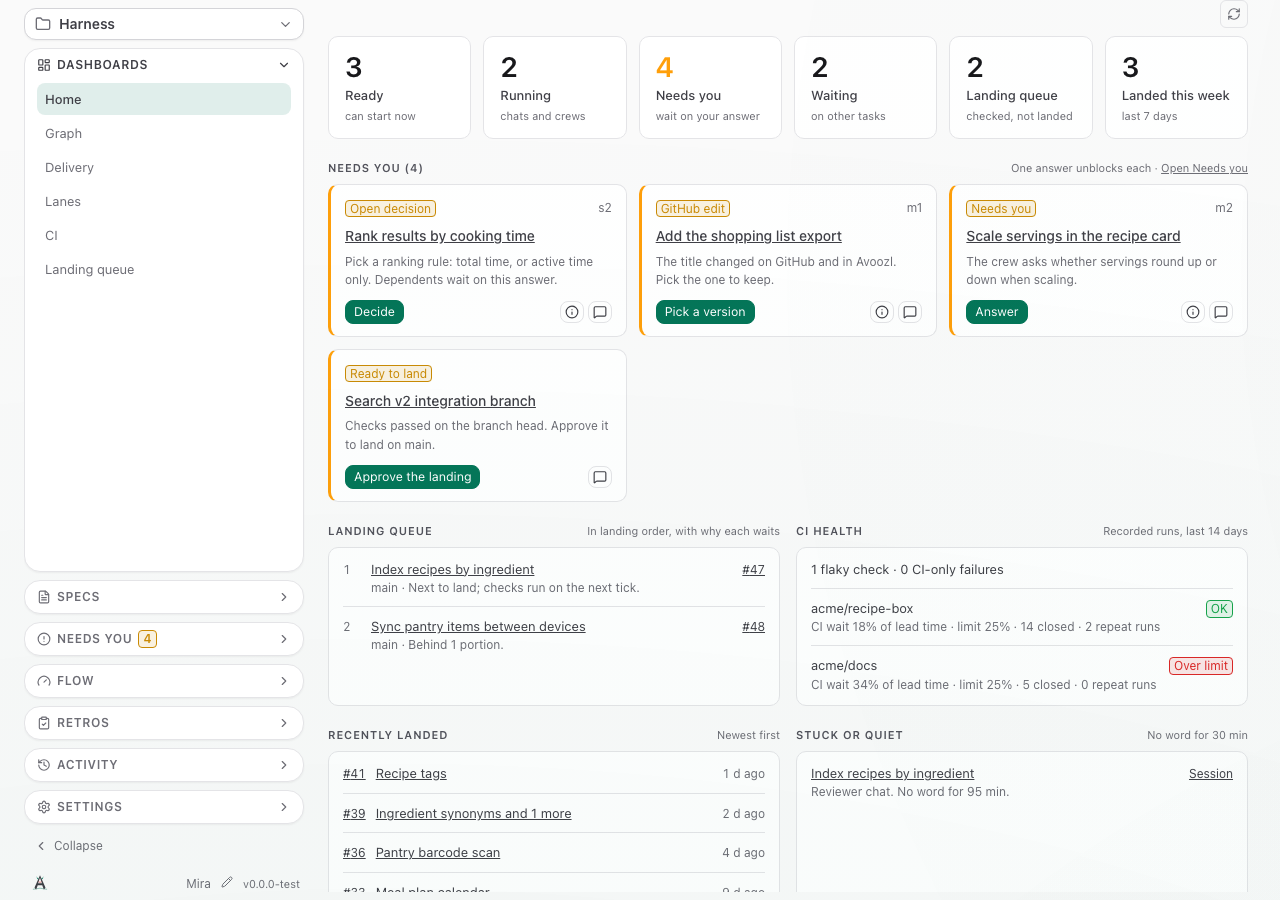 Harness
DASHBOARDS
Home
Graph
Delivery
Lanes
CI
Landing queue
SPECS
NEEDS YOU 4
FLOW
RETROS
ACTIVITY
SETTINGS
Collapse
Mira v0.0.0-test
3
Ready
can start now
2
Running
chats and crews
4
Needs you
wait on your answer
2
Waiting
on other tasks
2
Landing queue
checked, not landed
3
Landed this week
last 7 days
NEEDS YOU (4)
One answer unblocks each · Open Needs you
Open decision s2
Rank results by cooking time
Pick a ranking rule: total time, or active time
only. Dependents wait on this answer.
Decide
GitHub edit m1
Add the shopping list export
The title changed on GitHub and in Avoozl.
Pick the one to keep.
Pick a version
Needs you m2
Scale servings in the recipe card
The crew asks whether servings round up or
down when scaling.
Answer
Ready to land
Search v2 integration branch
Checks passed on the branch head. Approve it
to land on main.
Approve the landing
LANDING QUEUE In landing order, with why each waits
1 Index recipes by ingredient #47
main · Next to land; checks run on the next tick.
2 Sync pantry items between devices #48
main · Behind 1 portion.
CI HEALTH Recorded runs, last 14 days
1 flaky check · 0 CI-only failures
acme/recipe-box OK
CI wait 18% of lead time · limit 25% · 14 closed · 2 repeat runs
acme/docs Over limit
CI wait 34% of lead time · limit 25% · 5 closed · 0 repeat runs
RECENTLY LANDED Newest first
#41 Recipe tags 1 d ago
#39 Ingredient synonyms and 1 more 2 d ago
#36 Pantry barcode scan 4 d ago
#33 Meal plan calendar 9 d ago
STUCK OR QUIET No word for 30 min
Index recipes by ingredient Session
Reviewer chat. No word for 95 min.